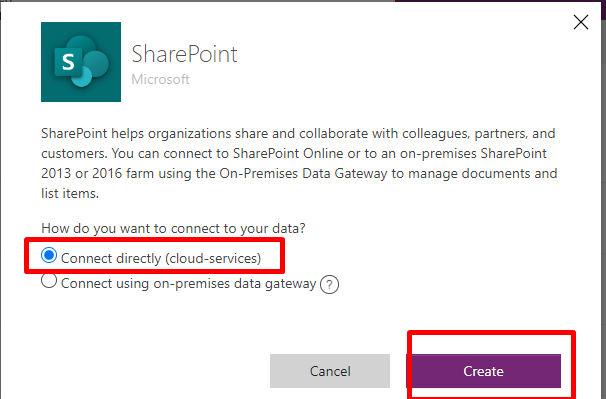 S
SharePoint
Microsoft
SharePoint helps organizations share and collaborate with colleagues, partners, and
customers. You can connect to SharePoint Online or to an on-premises SharePoint
2013 or 2016 farm using the On-Premises Data Gateway to manage documents and
list items.
How do you want to connect to your data?
Connect directly (cloud-services)
Connect using on-premises data gateway ?
Cancel
Create